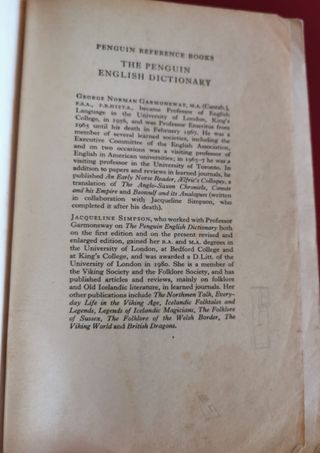 PENGUIN REFERENCE BOOKS
THE PENGUIN
ENGLISH DICTIONARY
GEORGE NORMAN GARMONSWAY, M.A. (Cantab.),
F.S.A., F.R.HIST.S., became Professor of English
Language in the University of London, King's
College, in 1956, and was Professor Emeritus from
1965 until his death in February 1967. He was a
member of several learned societies, including the
Executive Committee of the English Association,
and on two occasions was a visiting professor of
English in American universities; in 1965-7 he was a
visiting professor in the University of Toronto. In
addition to papers and reviews in learned journals, he
published An Early Norse Reader, Ælfric's Colloquy, a
translation of The Anglo-Saxon Chronicle, Canute
and his Empire and Beowulf and its Analogues (written
in collaboration with Jacqueline Simpson, who
completed it after his death).
JACQUELINE SIMPSON, who worked with Professor
Garmonsway on The Penguin English Dictionary both
on the first edition and on the present revised and
enlarged edition, gained her B.A. and M.A. degrees in
the University of London, at Bedford College and
at King's College, and was awarded a D.Litt. of the
University of London in 1980. She is a member of
the Viking Society and the Folklore Society, and has
published articles and reviews, mainly on folklore
and Old Icelandic literature, in learned journals. Her
other publications include The Northmen Talk, Every-
day Life in the Viking Age, Icelandic Folktales and
Legends, Legends of Icelandic Magicians, The Folklore
of Sussex, The Folklore of the Welsh Border, The
Viking World and British Dragons.